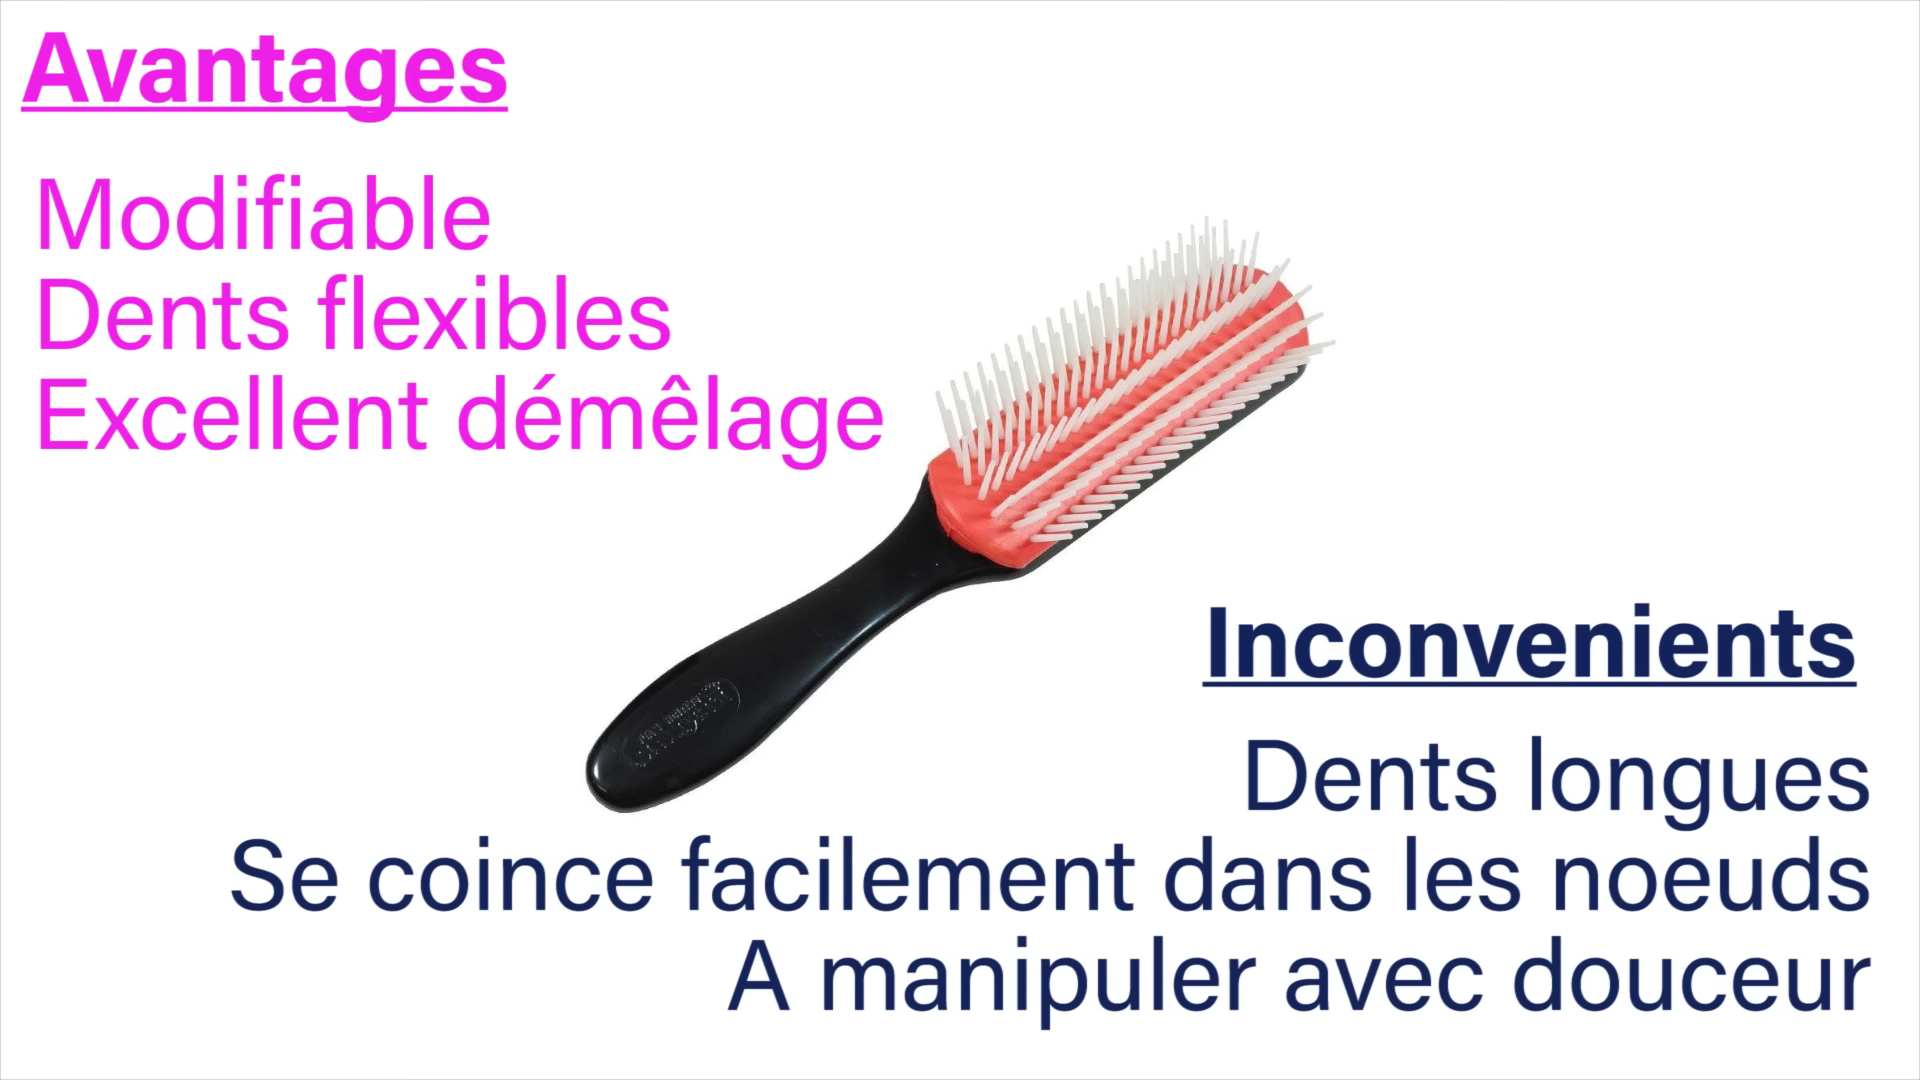 Avantages
Modifiable
Dents flexibles
Excellent démêlage
Inconvenients
Dents longues
Se coince facilement dans les noeuds
A manipuler avec douceur